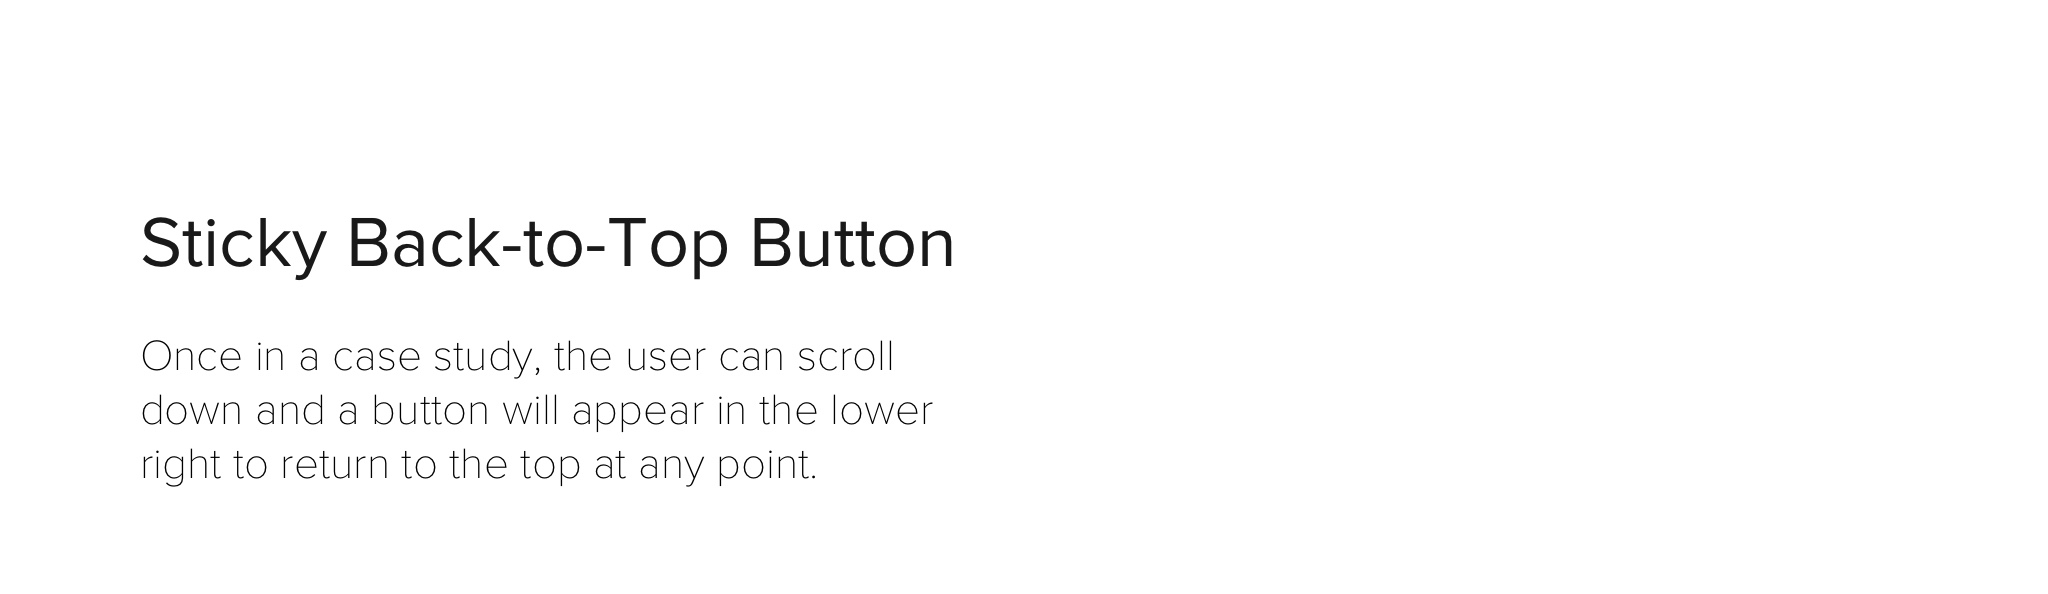 Sticky Back-to-Top Button
Once in a case study, the user can scroll
down and a button will appear in the lower
right to return to the top at any point.